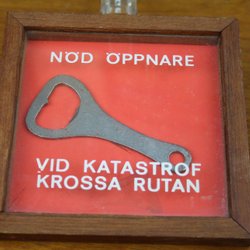 NÖD ÖPPNARE
VID KATASTROF
KROSSA RUTAN